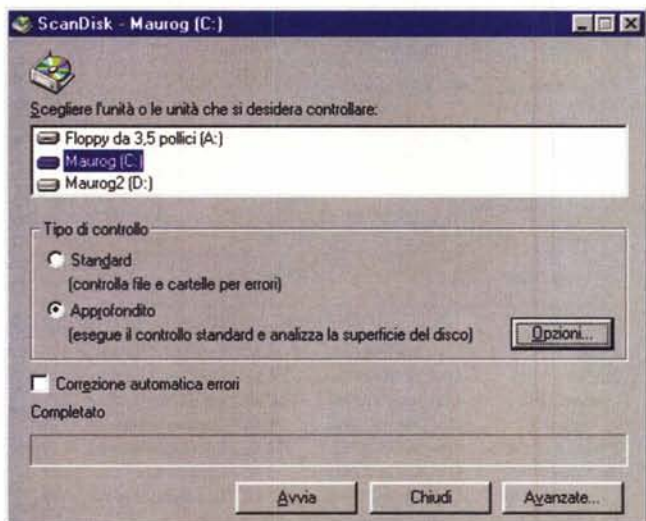 ScanDisk - Maurog (C:)
Scegliere l'unità o le unità che si desidera controllare:
Floppy da 3,5 pollici (A:)
Maurog (C:)
Maurog2 (D:)
Tipo di controllo
Standard
(controlla file e cartelle per errori)
Approfondito
(esegue il controllo standard e analizza la superficie del disco)
Opzioni...
Correzione automatica errori
Completato
Avvia
Chiudi
Avanzate...